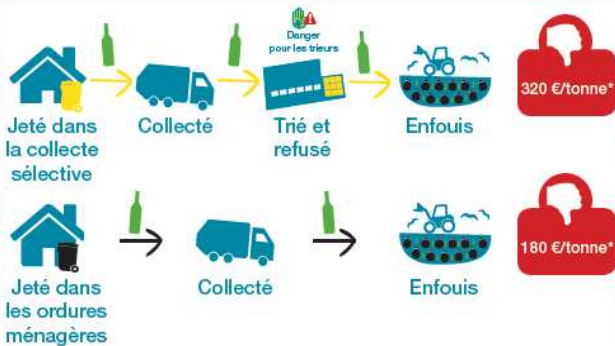 Danger
pour les trieurs
320 €/tonne*
Jeté dans
la collecte
sélective
Collecté
Trié et
refusé
Enfouis
180 €/tonne*
Jeté dans
les ordures
ménagères
Collecté
Enfouis